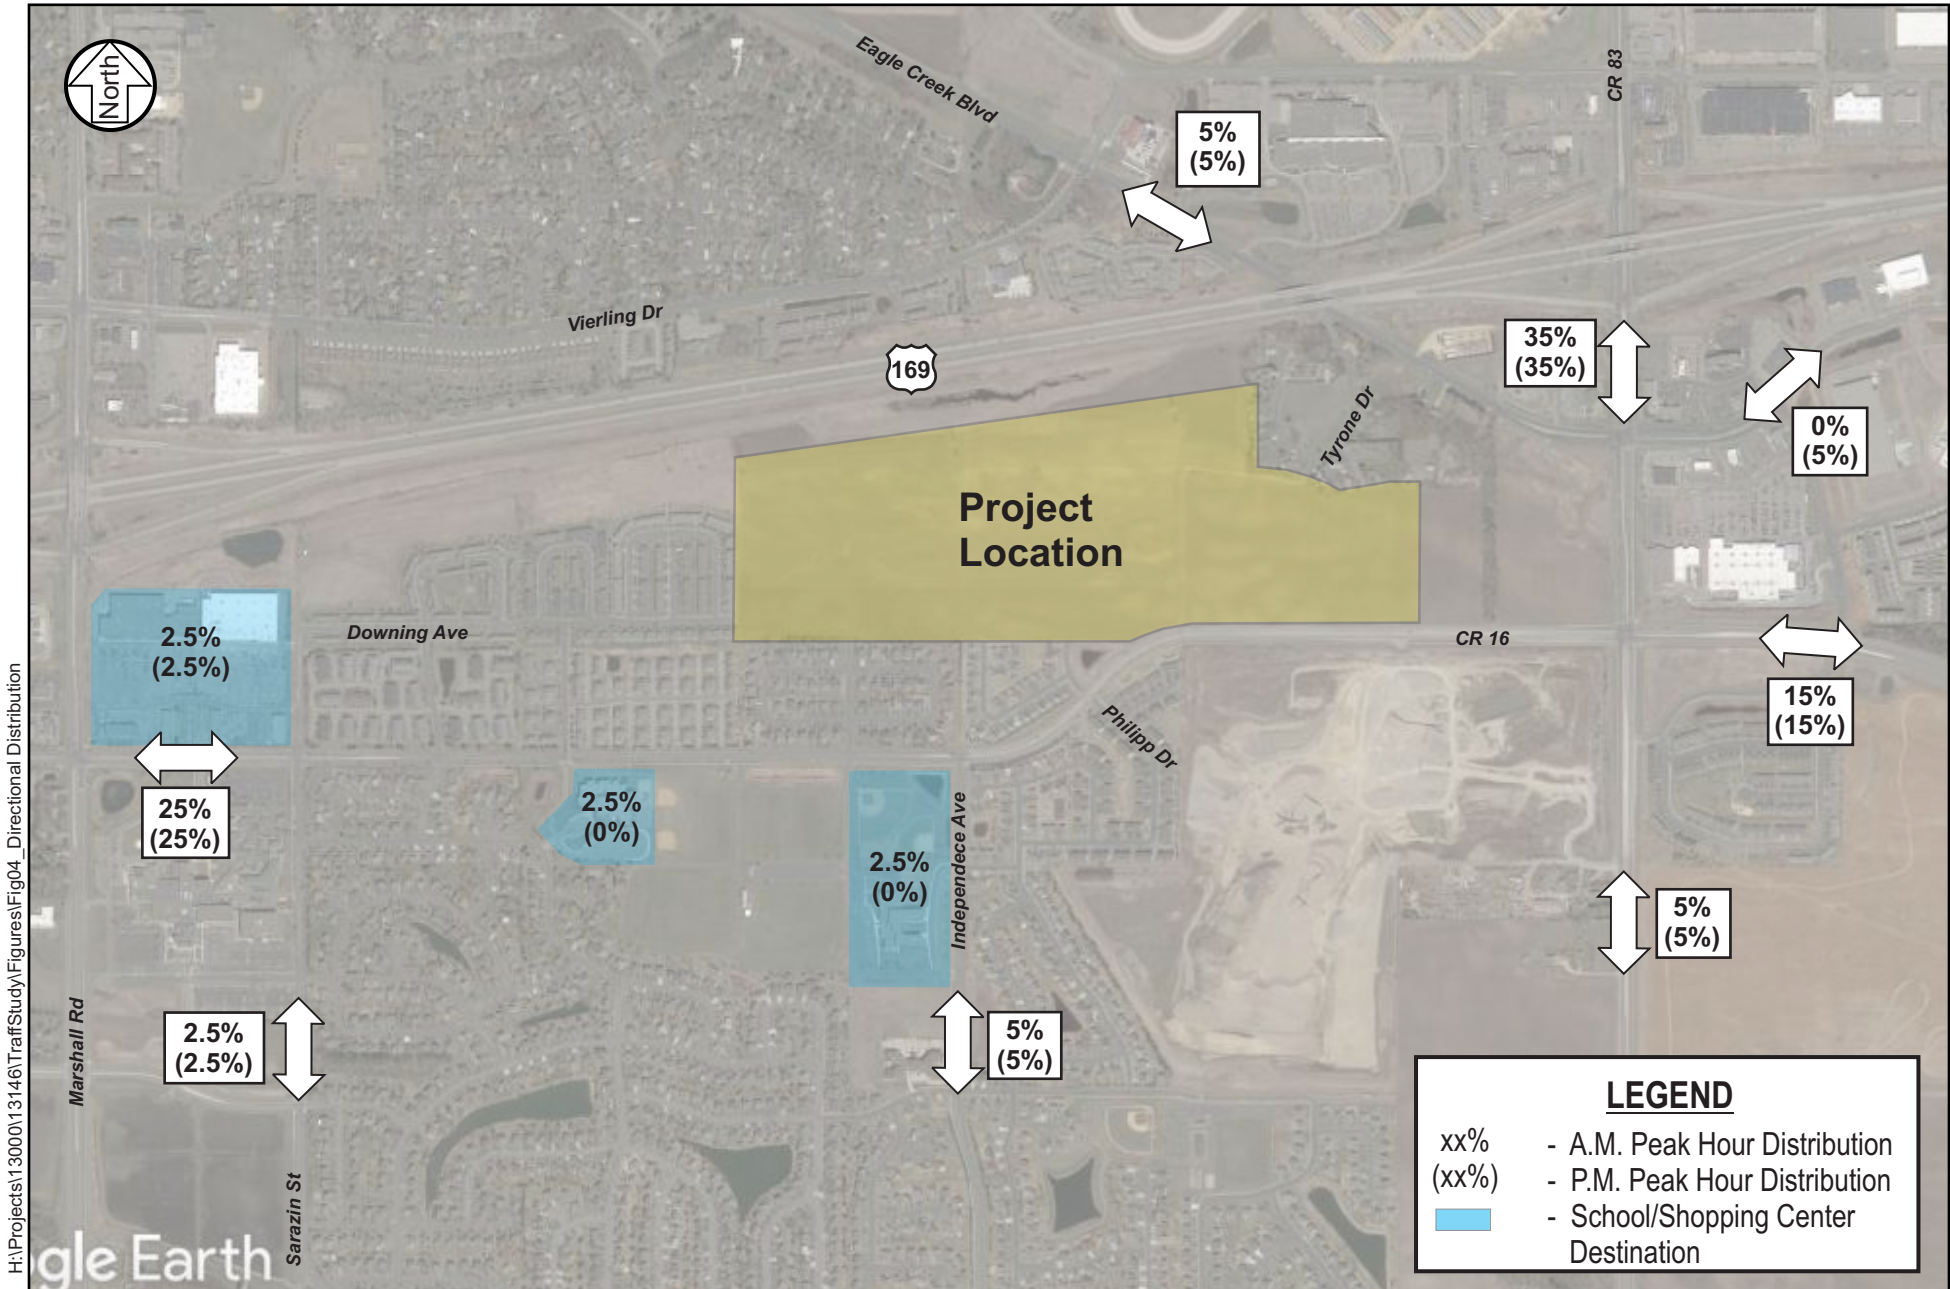 North
Eagle Creek Blvd
CR 83
5%
(5%)
Vierling Dr
169
35%
(35%)
0%
(5%)
Tyrone Dr
Project
Location
2.5%
(2.5%)
Downing Ave
CR 16
15%
(15%)
Philipp Dr
25%
(25%)
2.5%
(0%)
2.5%
(0%)
Independece Ave
5%
(5%)
Marshall Rd
2.5%
(2.5%)
5%
(5%)
Sarazin St
LEGEND
xx% - A.M. Peak Hour Distribution
(xx%) - P.M. Peak Hour Distribution
- School/Shopping Center
Destination
gle Earth
H:\Projects\13000\13146\TraffStudy\Figures\Fig04_Directional Distribution